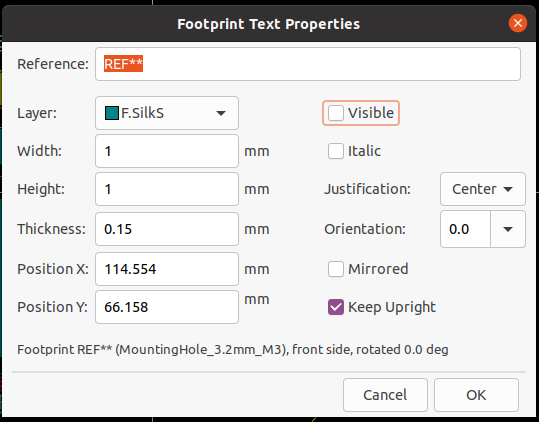 Footprint Text Properties
Reference: REF**
Layer: F.SilkS Visible
Width: 1 mm Italic
Height: 1 mm Justification: Center
Thickness: 0.15 mm Orientation: 0.0
Position X: 114.554 mm Mirrored
Position Y: 66.158 mm Keep Upright
Footprint REF** (MountingHole_3.2mm_M3), front side, rotated 0.0 deg
Cancel OK